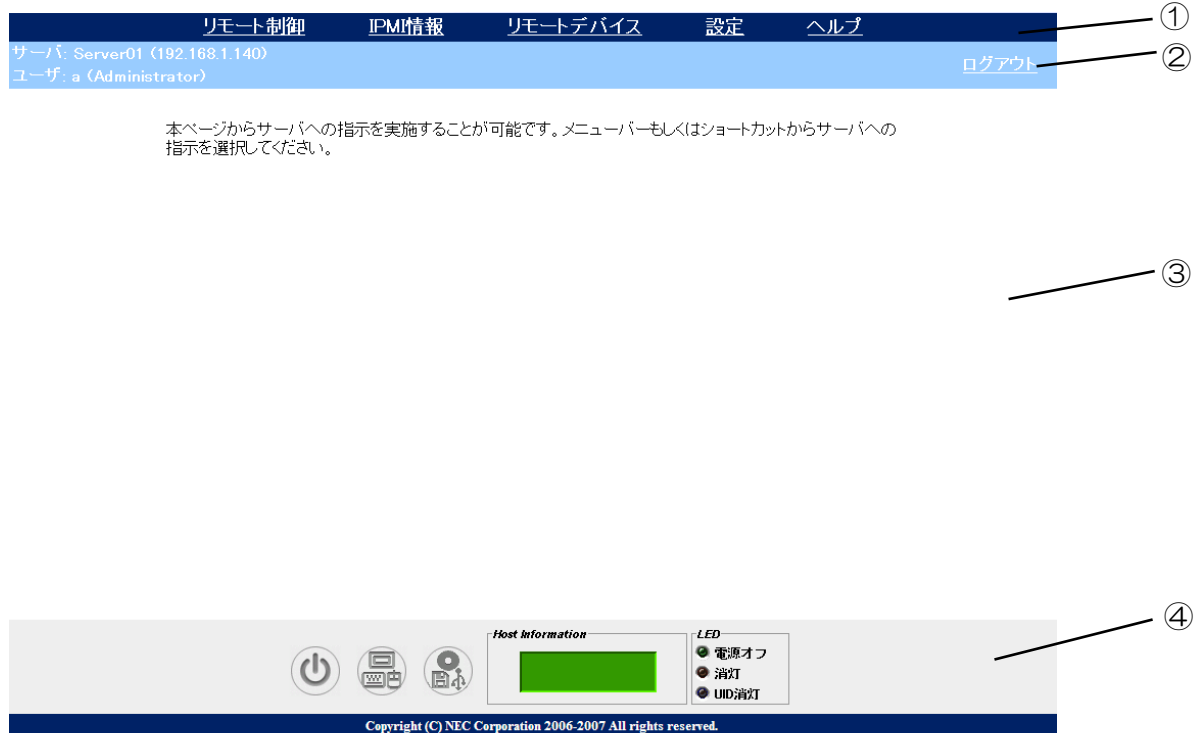 リモート制御 IPMI情報 リモートデバイス 設定 ヘルプ ①
サーバ: Server01 (192.168.1.140)
ユーザ: a (Administrator)
ログアウト ②
本ページからサーバへの指示を実施することが可能です。メニューバーもしくはショートカットからサーバへの
指示を選択してください。
③
④
Host Information
LED
電源オフ
消灯
UID消灯
Copyright (C) NEC Corporation 2006-2007 All rights reserved.